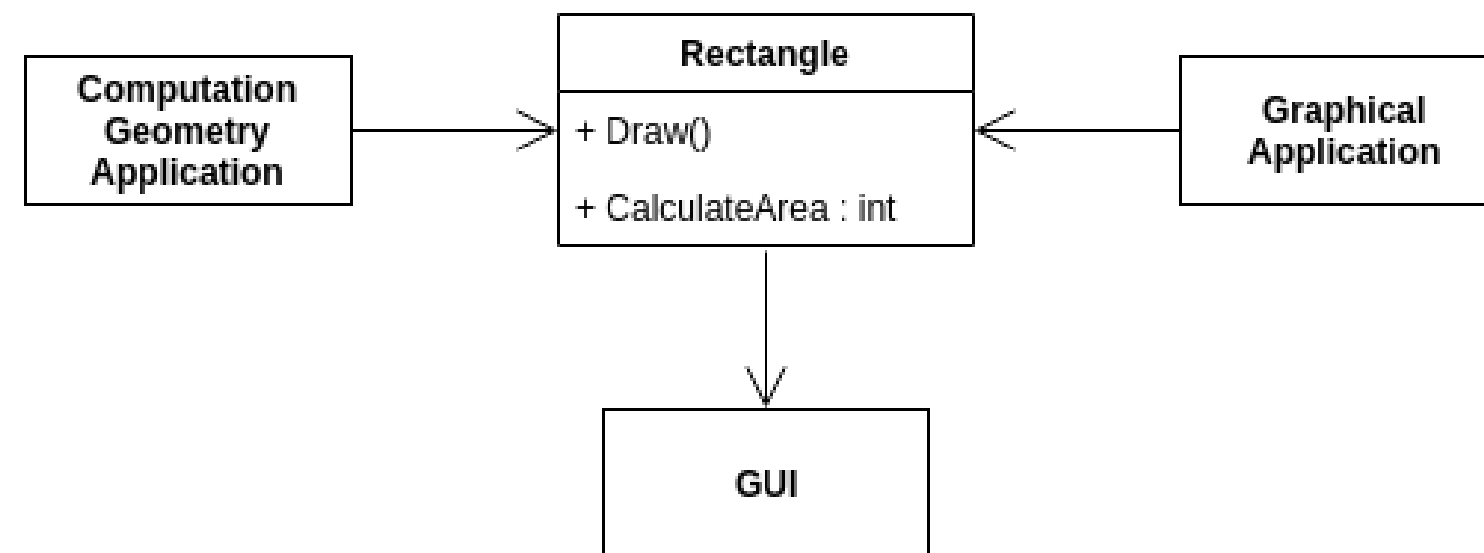 Rectangle
+ Draw()
+ CalculateArea : int
Computation
Geometry
Application
Graphical
Application
GUI